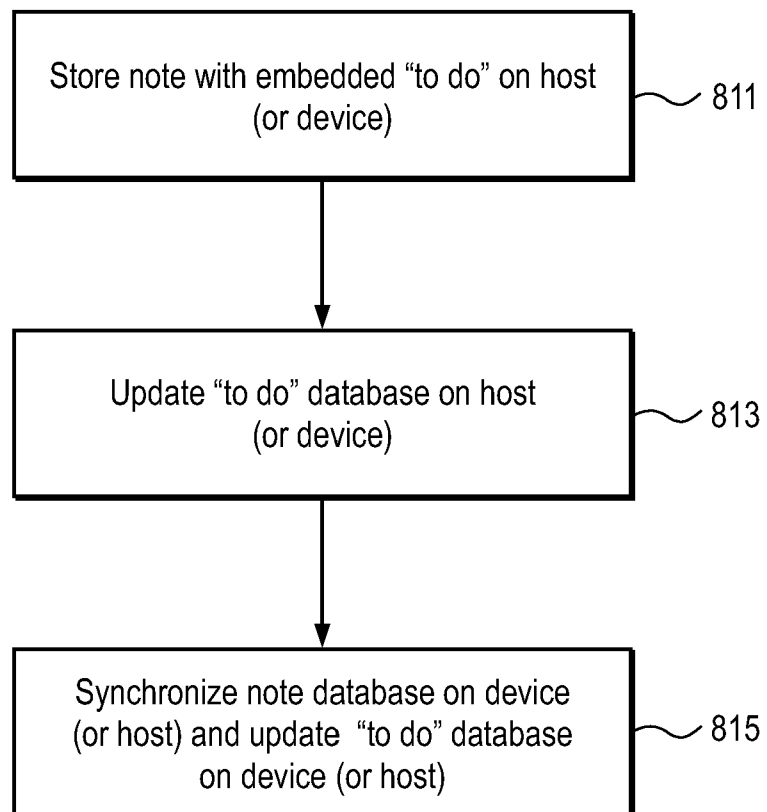 Store note with embedded “to do” on host
(or device)
811
Update “to do” database on host
(or device)
813
Synchronize note database on device
(or host) and update “to do” database
on device (or host)
815